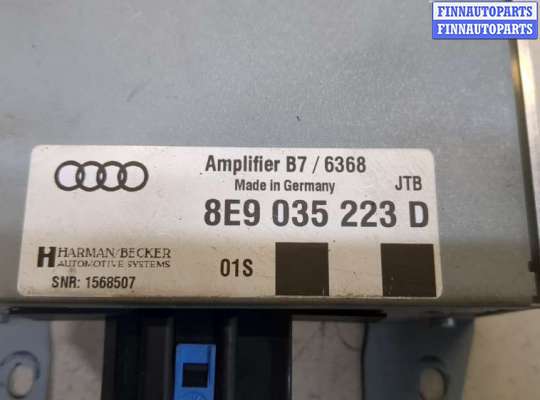 FINNAUTOPARTS
FINNAUTOPARTS
Amplifier B7 / 6368
Made in Germany
JTB
8E9 035 223 D
HARMAN/BECKER
AUTOMOTIVE SYSTEMS
01S
SNR: 1568507